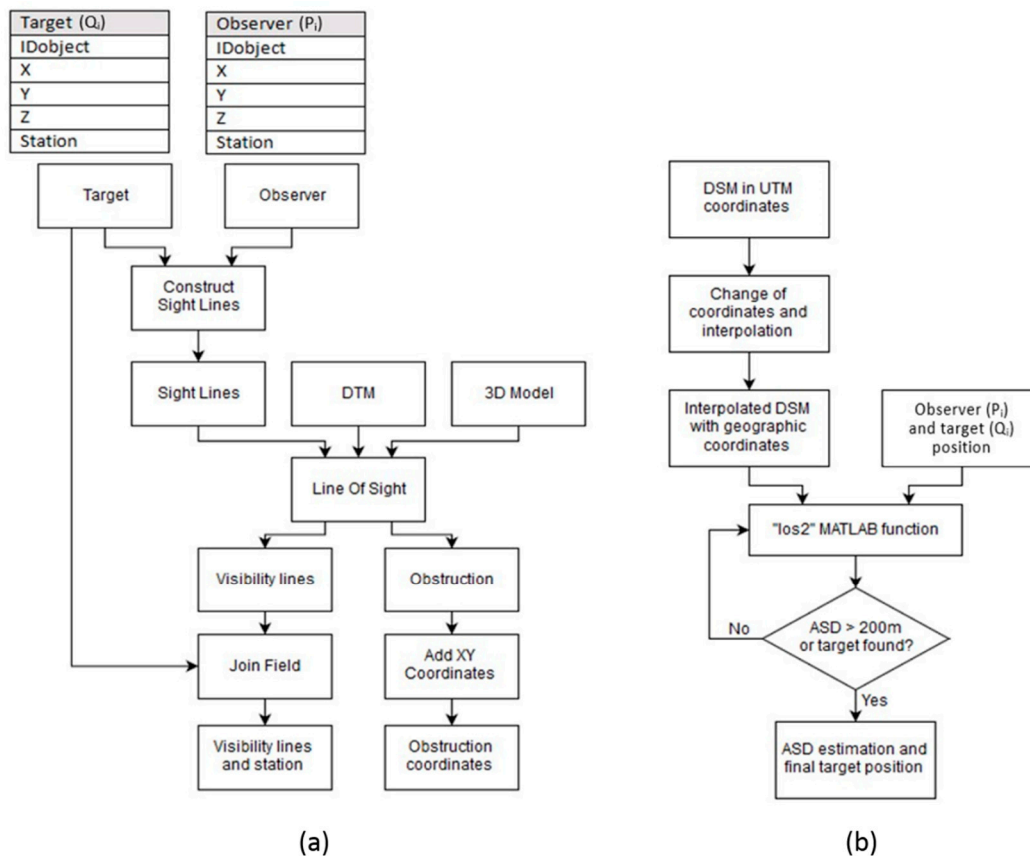 Target (Qᵢ)
IDobject
X
Y
Z
Station
Observer (Pᵢ)
IDobject
X
Y
Z
Station
Target
Observer
Construct
Sight Lines
Sight Lines
DTM
3D Model
Line Of Sight
Visibility lines
Obstruction
Join Field
Add XY
Coordinates
Visibility lines
and station
Obstruction
coordinates
(a)
DSM in UTM
coordinates
Change of
coordinates and
interpolation
Interpolated DSM
with geographic
coordinates
Observer (Pᵢ)
and target (Qᵢ)
position
"los2" MATLAB function
ASD > 200m
or target found?
No
Yes
ASD estimation and
final target position
(b)